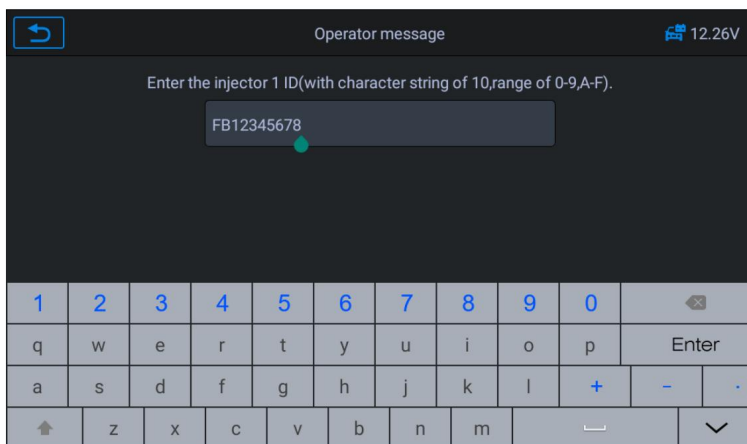 Operator message
12.26V
Enter the injector 1 ID(with character string of 10,range of 0-9,A-F).
FB12345678
1 2 3 4 5 6 7 8 9 0
q w e r t y u i o p Enter
a s d f g h j k l + - .
z x c v b n m